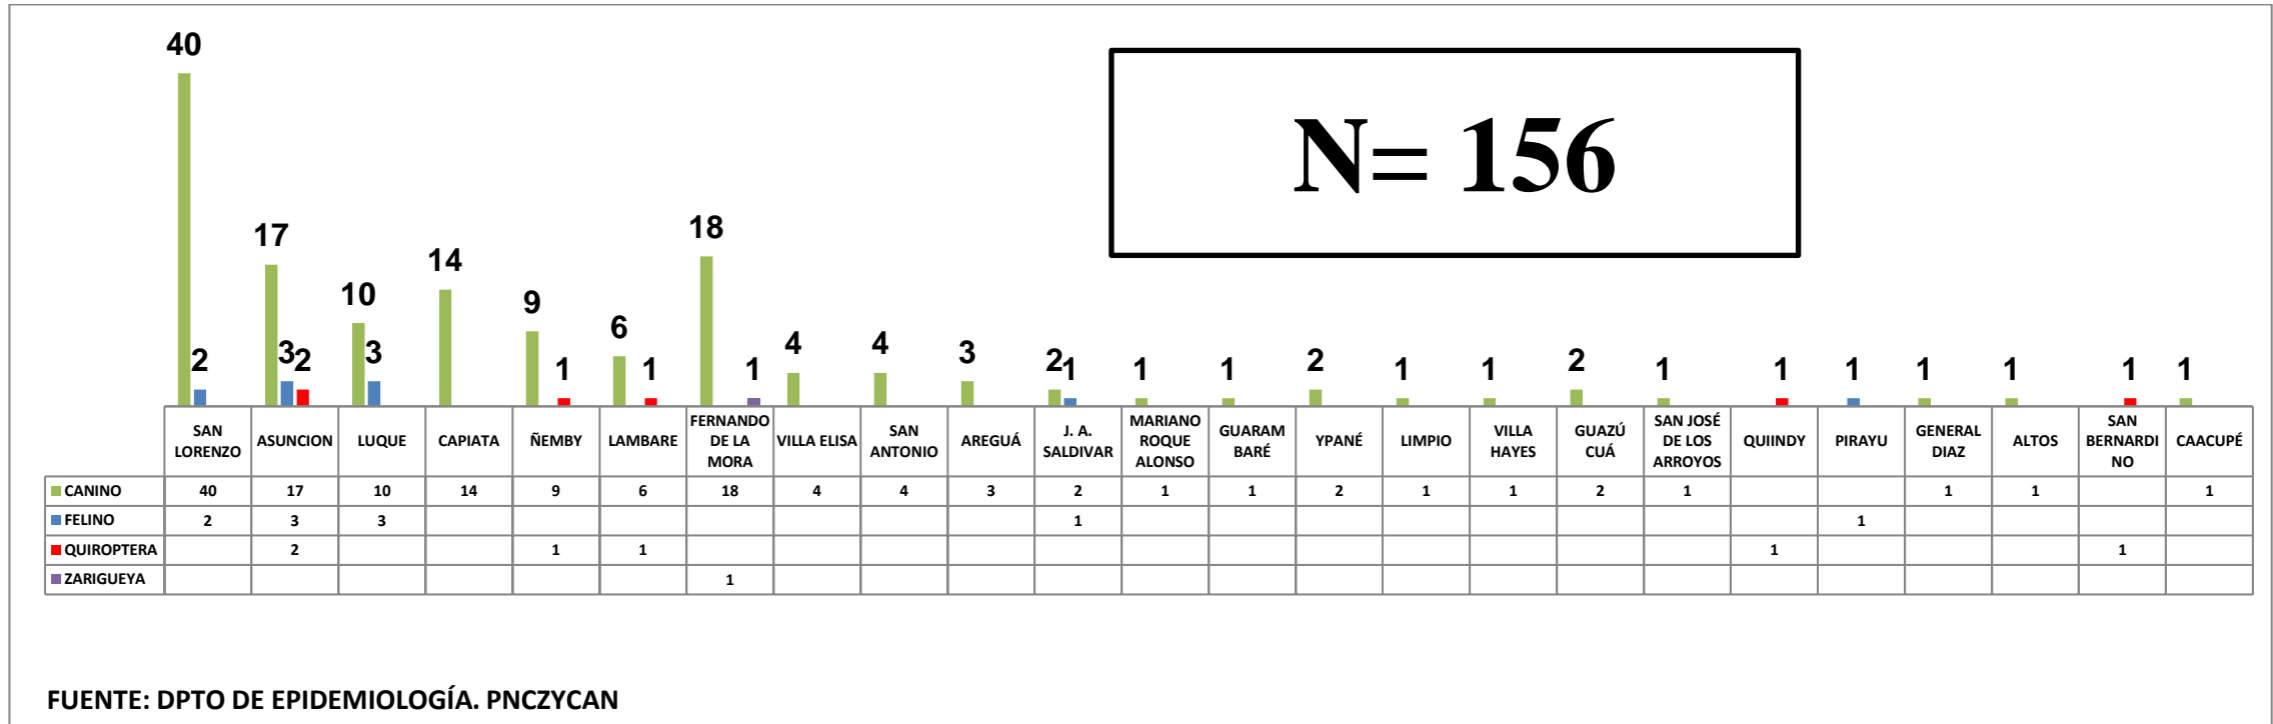 40
N= 156
18
17
14
10
9
6
4 4
3 3 3
2 2 2 2 2
1 1 1 1 1 1 1 1 1 1 1 1 1 1 1 1
SAN LORENZO ASUNCION LUQUE CAPIATA ÑEMBY LAMBARE FERNANDO DE LA MORA VILLA ELISA SAN ANTONIO AREGUÁ J. A. SALDIVAR MARIANO ROQUE ALONSO GUARAM BARÉ YPANÉ LIMPIO VILLA HAYES GUAZÚ CUÁ SAN JOSÉ DE LOS ARROYOS QUIINDY PIRAYU GENERAL DIAZ ALTOS SAN BERNARDI NO CAACUPÉ
CANINO 40 17 10 14 9 6 18 4 4 3 2 1 1 2 1 1 2 1 1 1 1
FELINO 2 3 3 1 1
QUIROPTERA 2 1 1 1 1
ZARIGUEYA 1
FUENTE: DPTO DE EPIDEMIOLOGÍA. PNCZYCAN